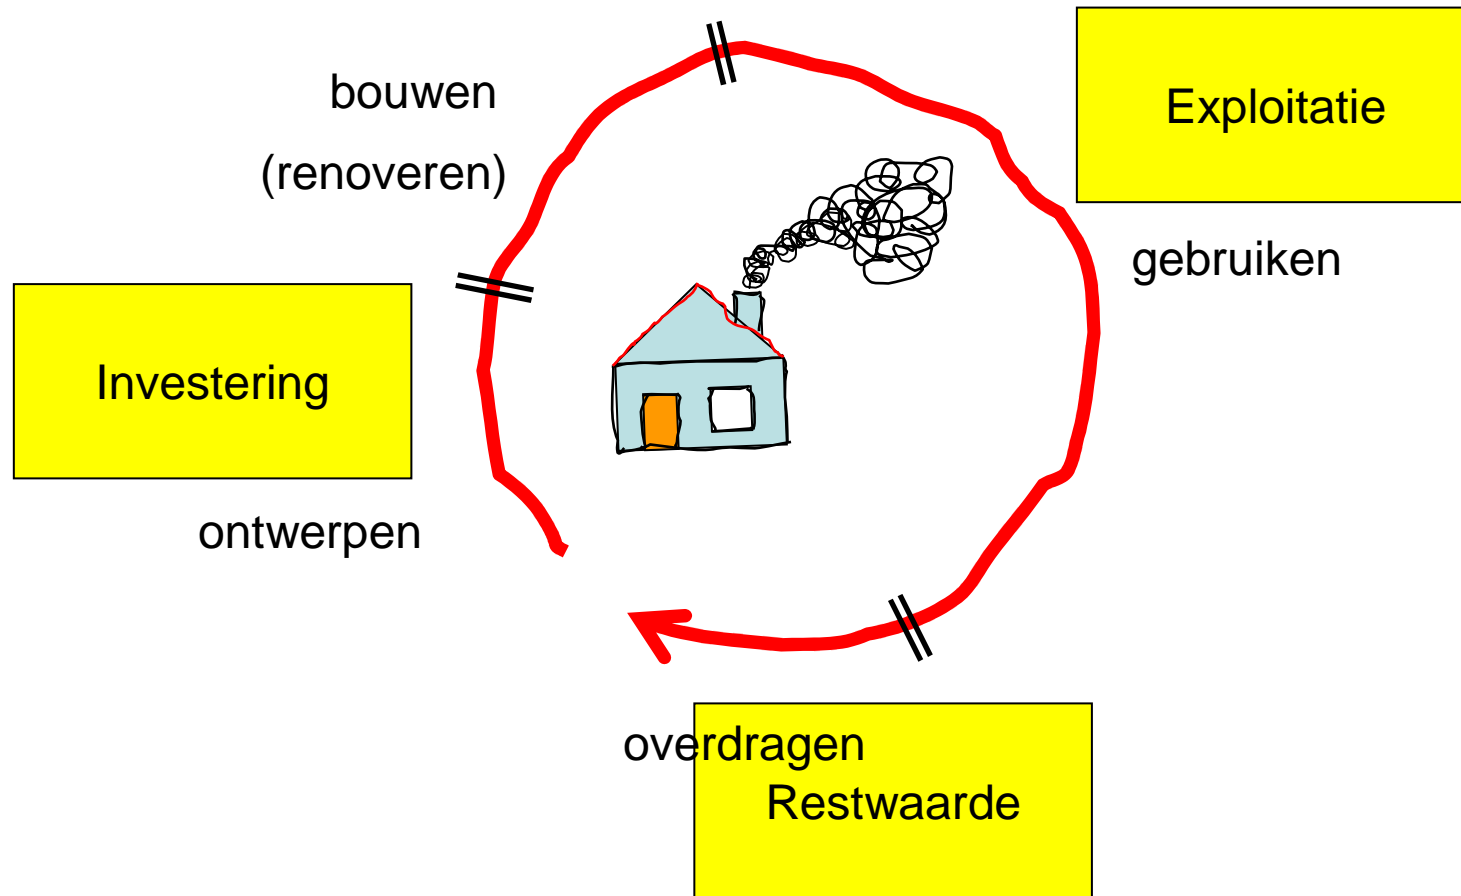 bouwen
(renoveren)
Exploitatie
gebruiken
Investering
ontwerpen
overdragen
Restwaarde